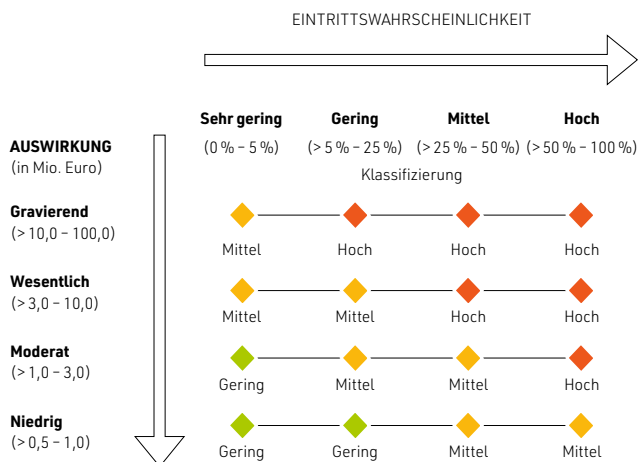 EINTRITTSWAHRSCHEINLICHKEIT
Sehr gering Gering Mittel Hoch
AUSWIRKUNG (0 % – 5 %) (> 5 % – 25 %) (> 25 % – 50 %) (> 50 % – 100 %)
(in Mio. Euro) Klassifizierung
Gravierend
(> 10,0 – 100,0)
Mittel Hoch Hoch Hoch
Wesentlich
(> 3,0 – 10,0)
Mittel Mittel Hoch Hoch
Moderat
(> 1,0 – 3,0)
Gering Mittel Mittel Hoch
Niedrig
(> 0,5 – 1,0)
Gering Gering Mittel Mittel